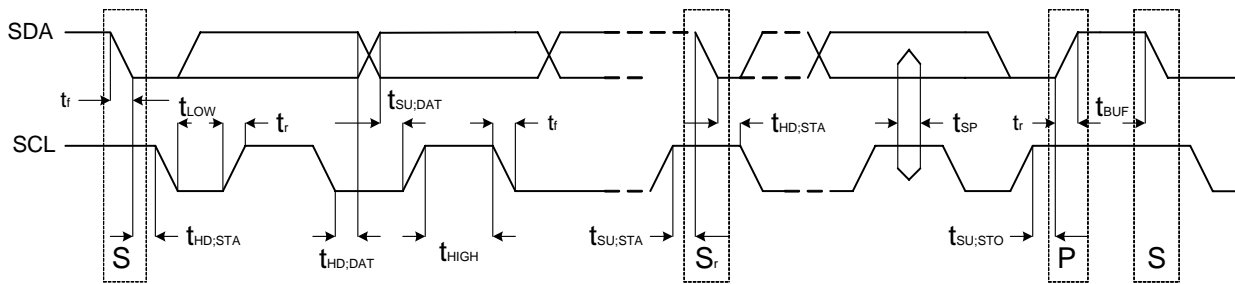 SDA
tf tLOW tr tSU;DAT tf tHD;STA tSP tr tBUF
SCL
tHD;STA tHD;DAT tHIGH tSU;STA tSU;STO
S Sr P S